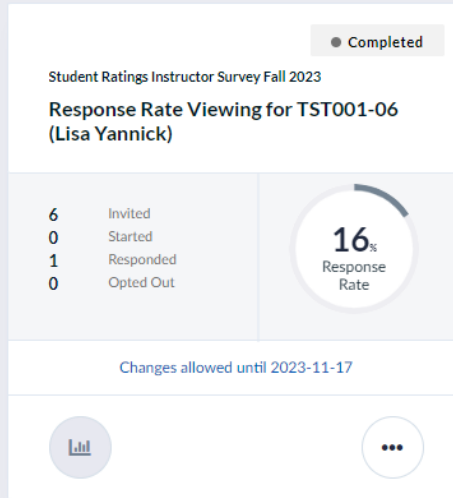 Completed
Student Ratings Instructor Survey Fall 2023
Response Rate Viewing for TST001-06
(Lisa Yannick)
6 Invited
0 Started
1 Responded
0 Opted Out
16%
Response
Rate
Changes allowed until 2023-11-17